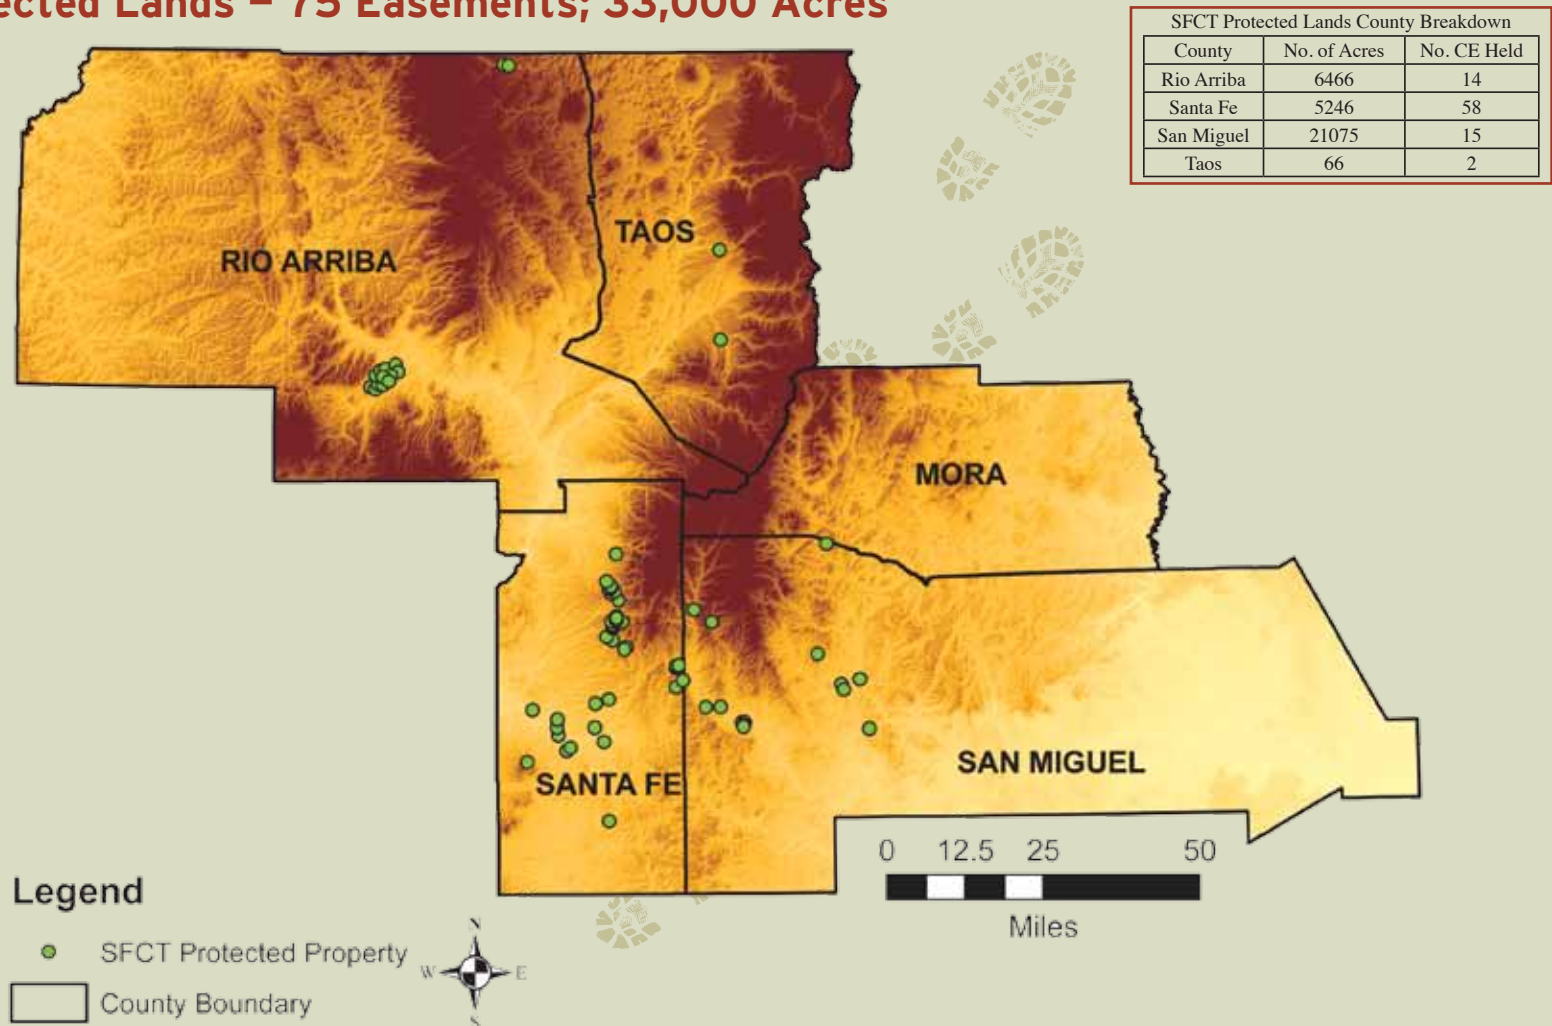 ected Lands – 75 Easements; 33,000 Acres
SFCT Protected Lands County Breakdown
County No. of Acres No. CE Held
Rio Arriba 6466 14
Santa Fe 5246 58
San Miguel 21075 15
Taos 66 2
TAOS
RIO ARRIBA
MORA
SAN MIGUEL
SANTA FE
0 12.5 25 50
Miles
Legend
SFCT Protected Property
County Boundary
N
W E
S